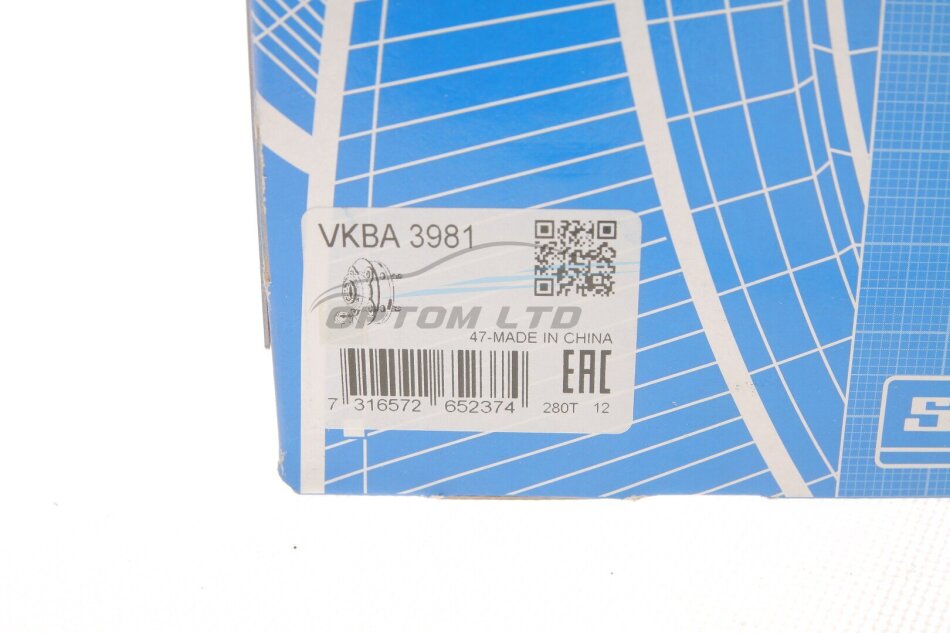 VKBA 3981
OPTOM LTD
47-MADE IN CHINA
EAC
7 316572 652374
280T 12
S